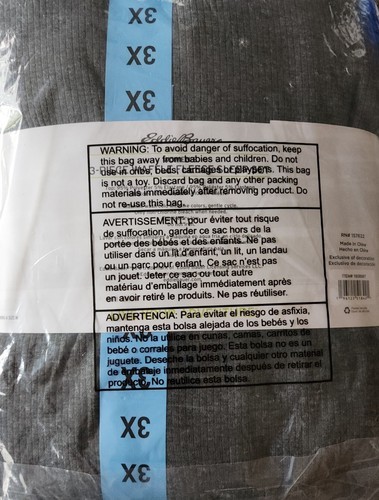 3X
3X
3X
Eddie Bauer
WARNING: To avoid danger of suffocation, keep
this bag away from babies and children. Do not
use in cribs, beds, carriages or playpens. This bag
is not a toy. Discard bag and any other packing
materials immediately after removing product. Do
not re-use this bag.
AVERTISSEMENT: pour éviter tout risque
de suffocation, garder ce sac hors de la
portée des bébés et des enfants. Ne pas
utiliser dans un lit d'enfant, un lit, un landau
ou un parc pour enfant. Ce sac n'est pas
un jouet. Jeter ce sac ou tout autre
matériau d'emballage immédiatement après
en avoir retiré le produits. Ne pas réutiliser.
ADVERTENCIA: Para evitar el riesgo de asfixia,
mantenga esta bolsa alejada de los bebés y los
niños. No la utilice en cunas, camas, carritos de
bebé o corrales para juego. Esta bolsa no es un
juguete. Deseche la bolsa y cualquier otro material
de embalaje inmediatamente después de retirar el
producto. No reutilice esta bolsa.
Made in China
Hecho en China
Exclusive of decoration
3X
3X
3X